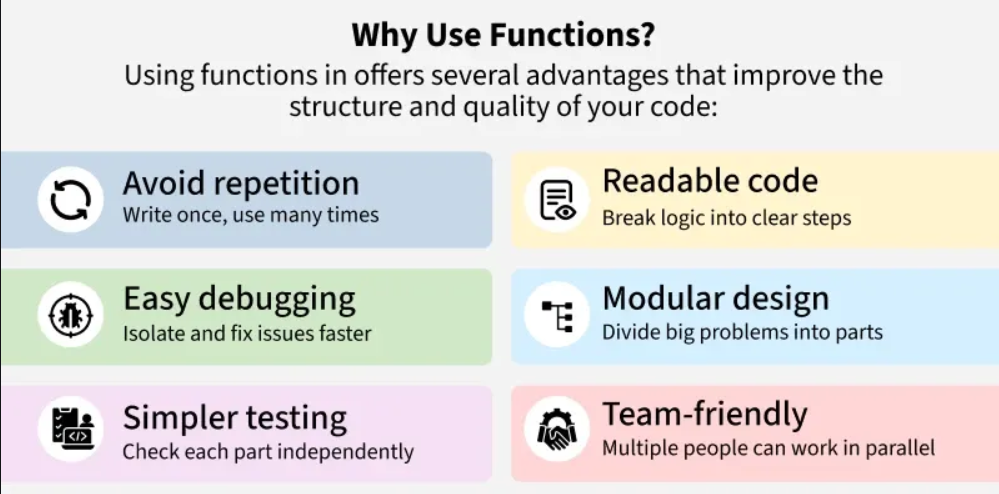 Why Use Functions?
Using functions in offers several advantages that improve the
structure and quality of your code:
Avoid repetition
Write once, use many times
Readable code
Break logic into clear steps
Easy debugging
Isolate and fix issues faster
Modular design
Divide big problems into parts
Simpler testing
Check each part independently
Team-friendly
Multiple people can work in parallel